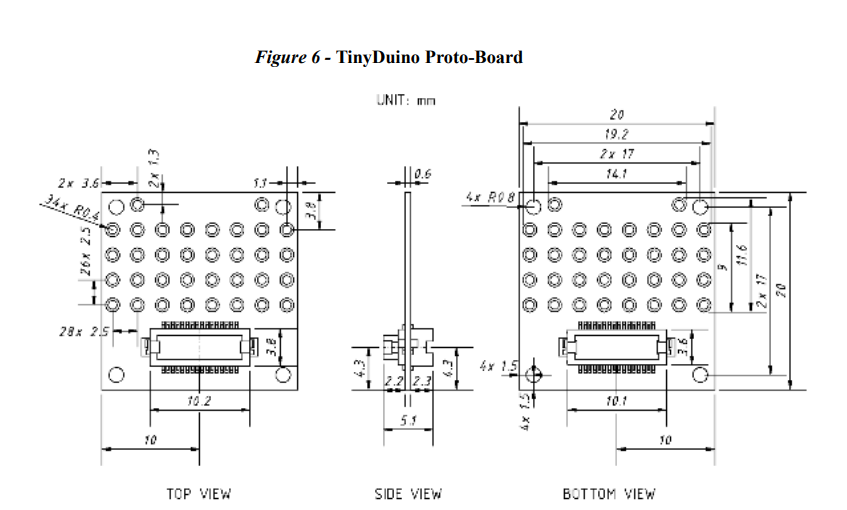 Figure 6 - TinyDuino Proto-Board
UNIT: mm
20
19.2
2x 17
14.1
2x 3.6
2x 1.3
1.1
0.6
4x R0.8
34x R0.4
3.8
26x 2.5
9
11.6
2x 17
20
28x 2.5
3.8
3.6
4.3
4.3
4x 1.5
2.2
2.3
4x 1.5
10.2
10.1
5.1
10
10
TOP VIEW
SIDE VIEW
BOTTOM VIEW